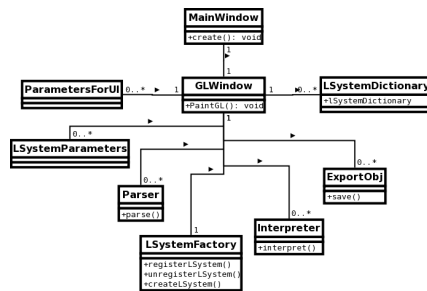 MainWindow
+create(): void
1
1
ParametersForUI
0..*
1
GLWindow
+PaintGL(): void
1
0..*
LSystemDictionary
+lSystemDictionary
1
0..*
LSystemParameters
0..*
Parser
+parse()
1
LSystemFactory
+registerLSystem()
+unregisterLSystem()
+createLSystem()
0..*
Interpreter
+interpret()
0..*
ExportObj
+save()